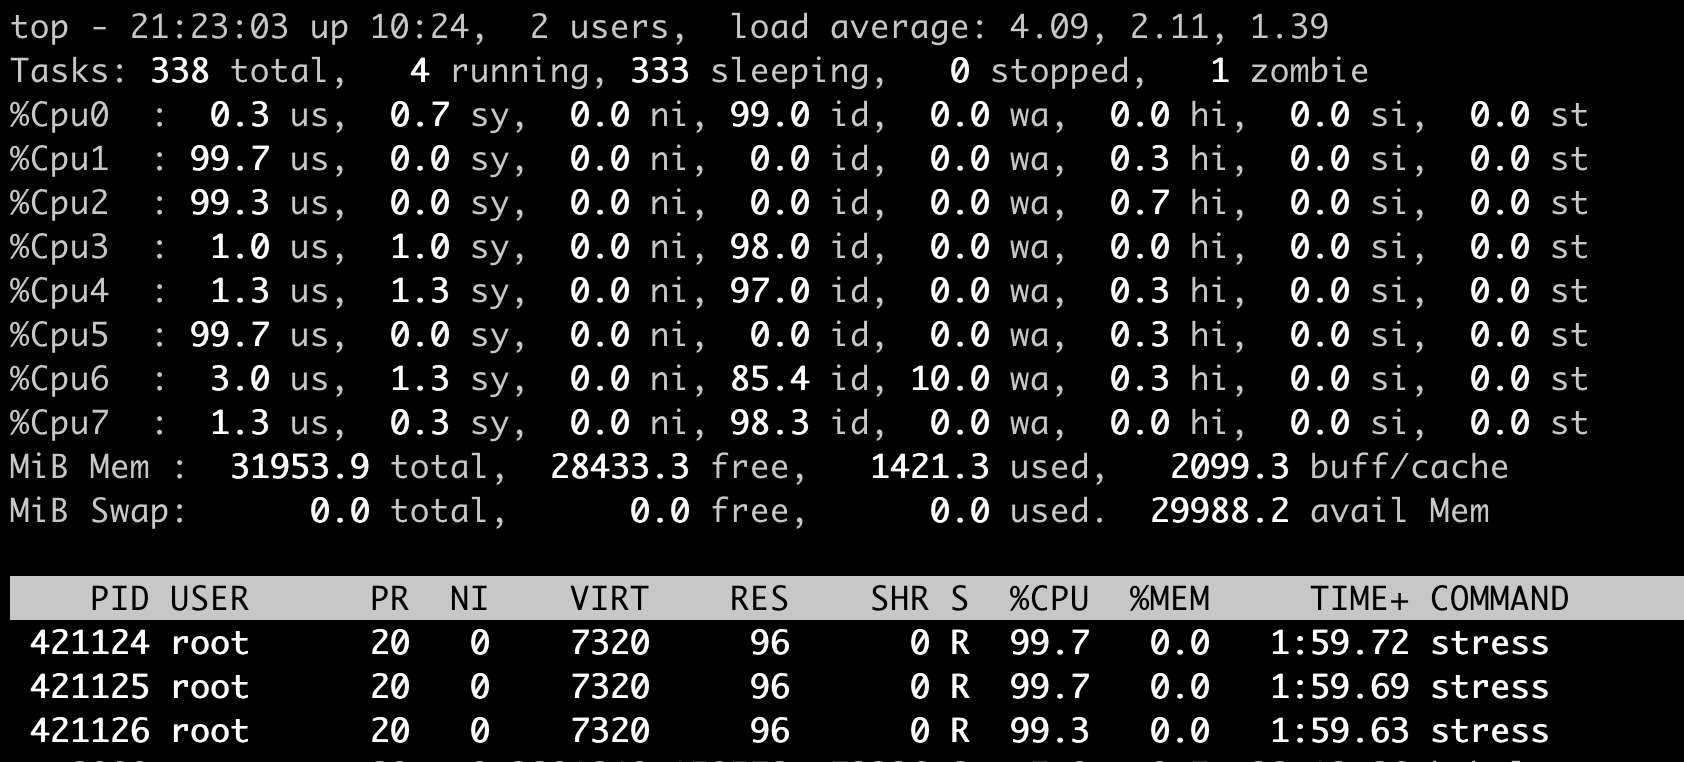 top - 21:23:03 up 10:24,  2 users,  load average: 4.09, 2.11, 1.39
Tasks: 338 total,   4 running, 333 sleeping,   0 stopped,   1 zombie
%Cpu0  :  0.3 us,  0.7 sy,  0.0 ni, 99.0 id,  0.0 wa,  0.0 hi,  0.0 si,  0.0 st
%Cpu1  : 99.7 us,  0.0 sy,  0.0 ni,  0.0 id,  0.0 wa,  0.3 hi,  0.0 si,  0.0 st
%Cpu2  : 99.3 us,  0.0 sy,  0.0 ni,  0.0 id,  0.0 wa,  0.7 hi,  0.0 si,  0.0 st
%Cpu3  :  1.0 us,  1.0 sy,  0.0 ni, 98.0 id,  0.0 wa,  0.0 hi,  0.0 si,  0.0 st
%Cpu4  :  1.3 us,  1.3 sy,  0.0 ni, 97.0 id,  0.0 wa,  0.3 hi,  0.0 si,  0.0 st
%Cpu5  : 99.7 us,  0.0 sy,  0.0 ni,  0.0 id,  0.0 wa,  0.3 hi,  0.0 si,  0.0 st
%Cpu6  :  3.0 us,  1.3 sy,  0.0 ni, 85.4 id, 10.0 wa,  0.3 hi,  0.0 si,  0.0 st
%Cpu7  :  1.3 us,  0.3 sy,  0.0 ni, 98.3 id,  0.0 wa,  0.0 hi,  0.0 si,  0.0 st
MiB Mem :  31953.9 total,  28433.3 free,   1421.3 used,   2099.3 buff/cache
MiB Swap:      0.0 total,      0.0 free,      0.0 used.  29988.2 avail Mem
PID USER      PR  NI    VIRT    RES    SHR S  %CPU  %MEM     TIME+ COMMAND
421124 root      20   0    7320     96      0 R  99.7   0.0   1:59.72 stress
421125 root      20   0    7320     96      0 R  99.7   0.0   1:59.69 stress
421126 root      20   0    7320     96      0 R  99.3   0.0   1:59.63 stress